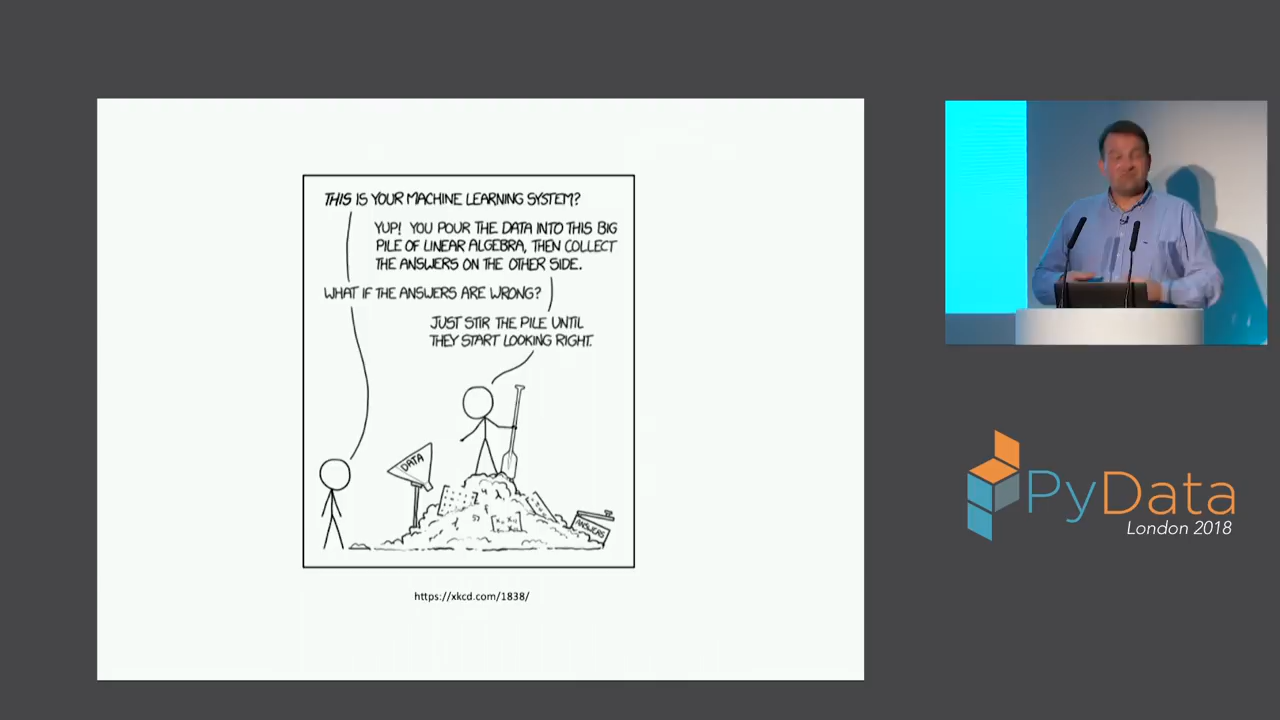 THIS IS YOUR MACHINE LEARNING SYSTEM?
YUP! YOU POUR THE DATA INTO THIS BIG
PILE OF LINEAR ALGEBRA, THEN COLLECT
THE ANSWERS ON THE OTHER SIDE.
WHAT IF THE ANSWERS ARE WRONG?
JUST STIR THE PILE UNTIL
THEY START LOOKING RIGHT.
DATA
ANSWERS
https://xkcd.com/1838/
PyData
London 2018